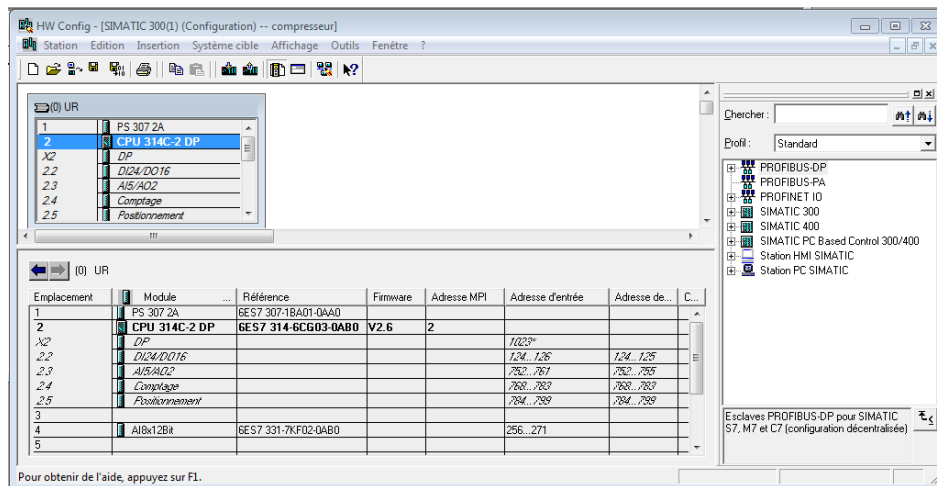 HW Config - [SIMATIC 300(1) (Configuration) -- compresseur]
Station Edition Insertion Système cible Affichage Outils Fenêtre ?
(0) UR
1 PS 307 2A
2 CPU 314C-2 DP
X2 DP
2.2 DI24/DO16
2.3 AI5/AO2
2.4 Comptage
2.5 Positionnement
Chercher :
Profil : Standard
PROFIBUS-DP
PROFIBUS-PA
PROFINET IO
SIMATIC 300
SIMATIC 400
SIMATIC PC Based Control 300/400
Station HMI SIMATIC
Station PC SIMATIC
(0) UR
Emplacement Module ... Référence Firmware Adresse MPI Adresse d'entrée Adresse de... C...
1 PS 307 2A 6ES7 307-1BA01-0AA0
2 CPU 314C-2 DP 6ES7 314-6CG03-0AB0 V2.6 2
X2 DP 1023*
2.2 DI24/DO16 124...126 124...125
2.3 AI5/AO2 752...761 752...755
2.4 Comptage 768...783 768...783
2.5 Positionnement 784...799 784...799
3
4 AI8x12Bit 6ES7 331-7KF02-0AB0 256...271
5
Esclaves PROFIBUS-DP pour SIMATIC
S7, M7 et C7 (configuration décentralisée)
Pour obtenir de l'aide, appuyez sur F1.